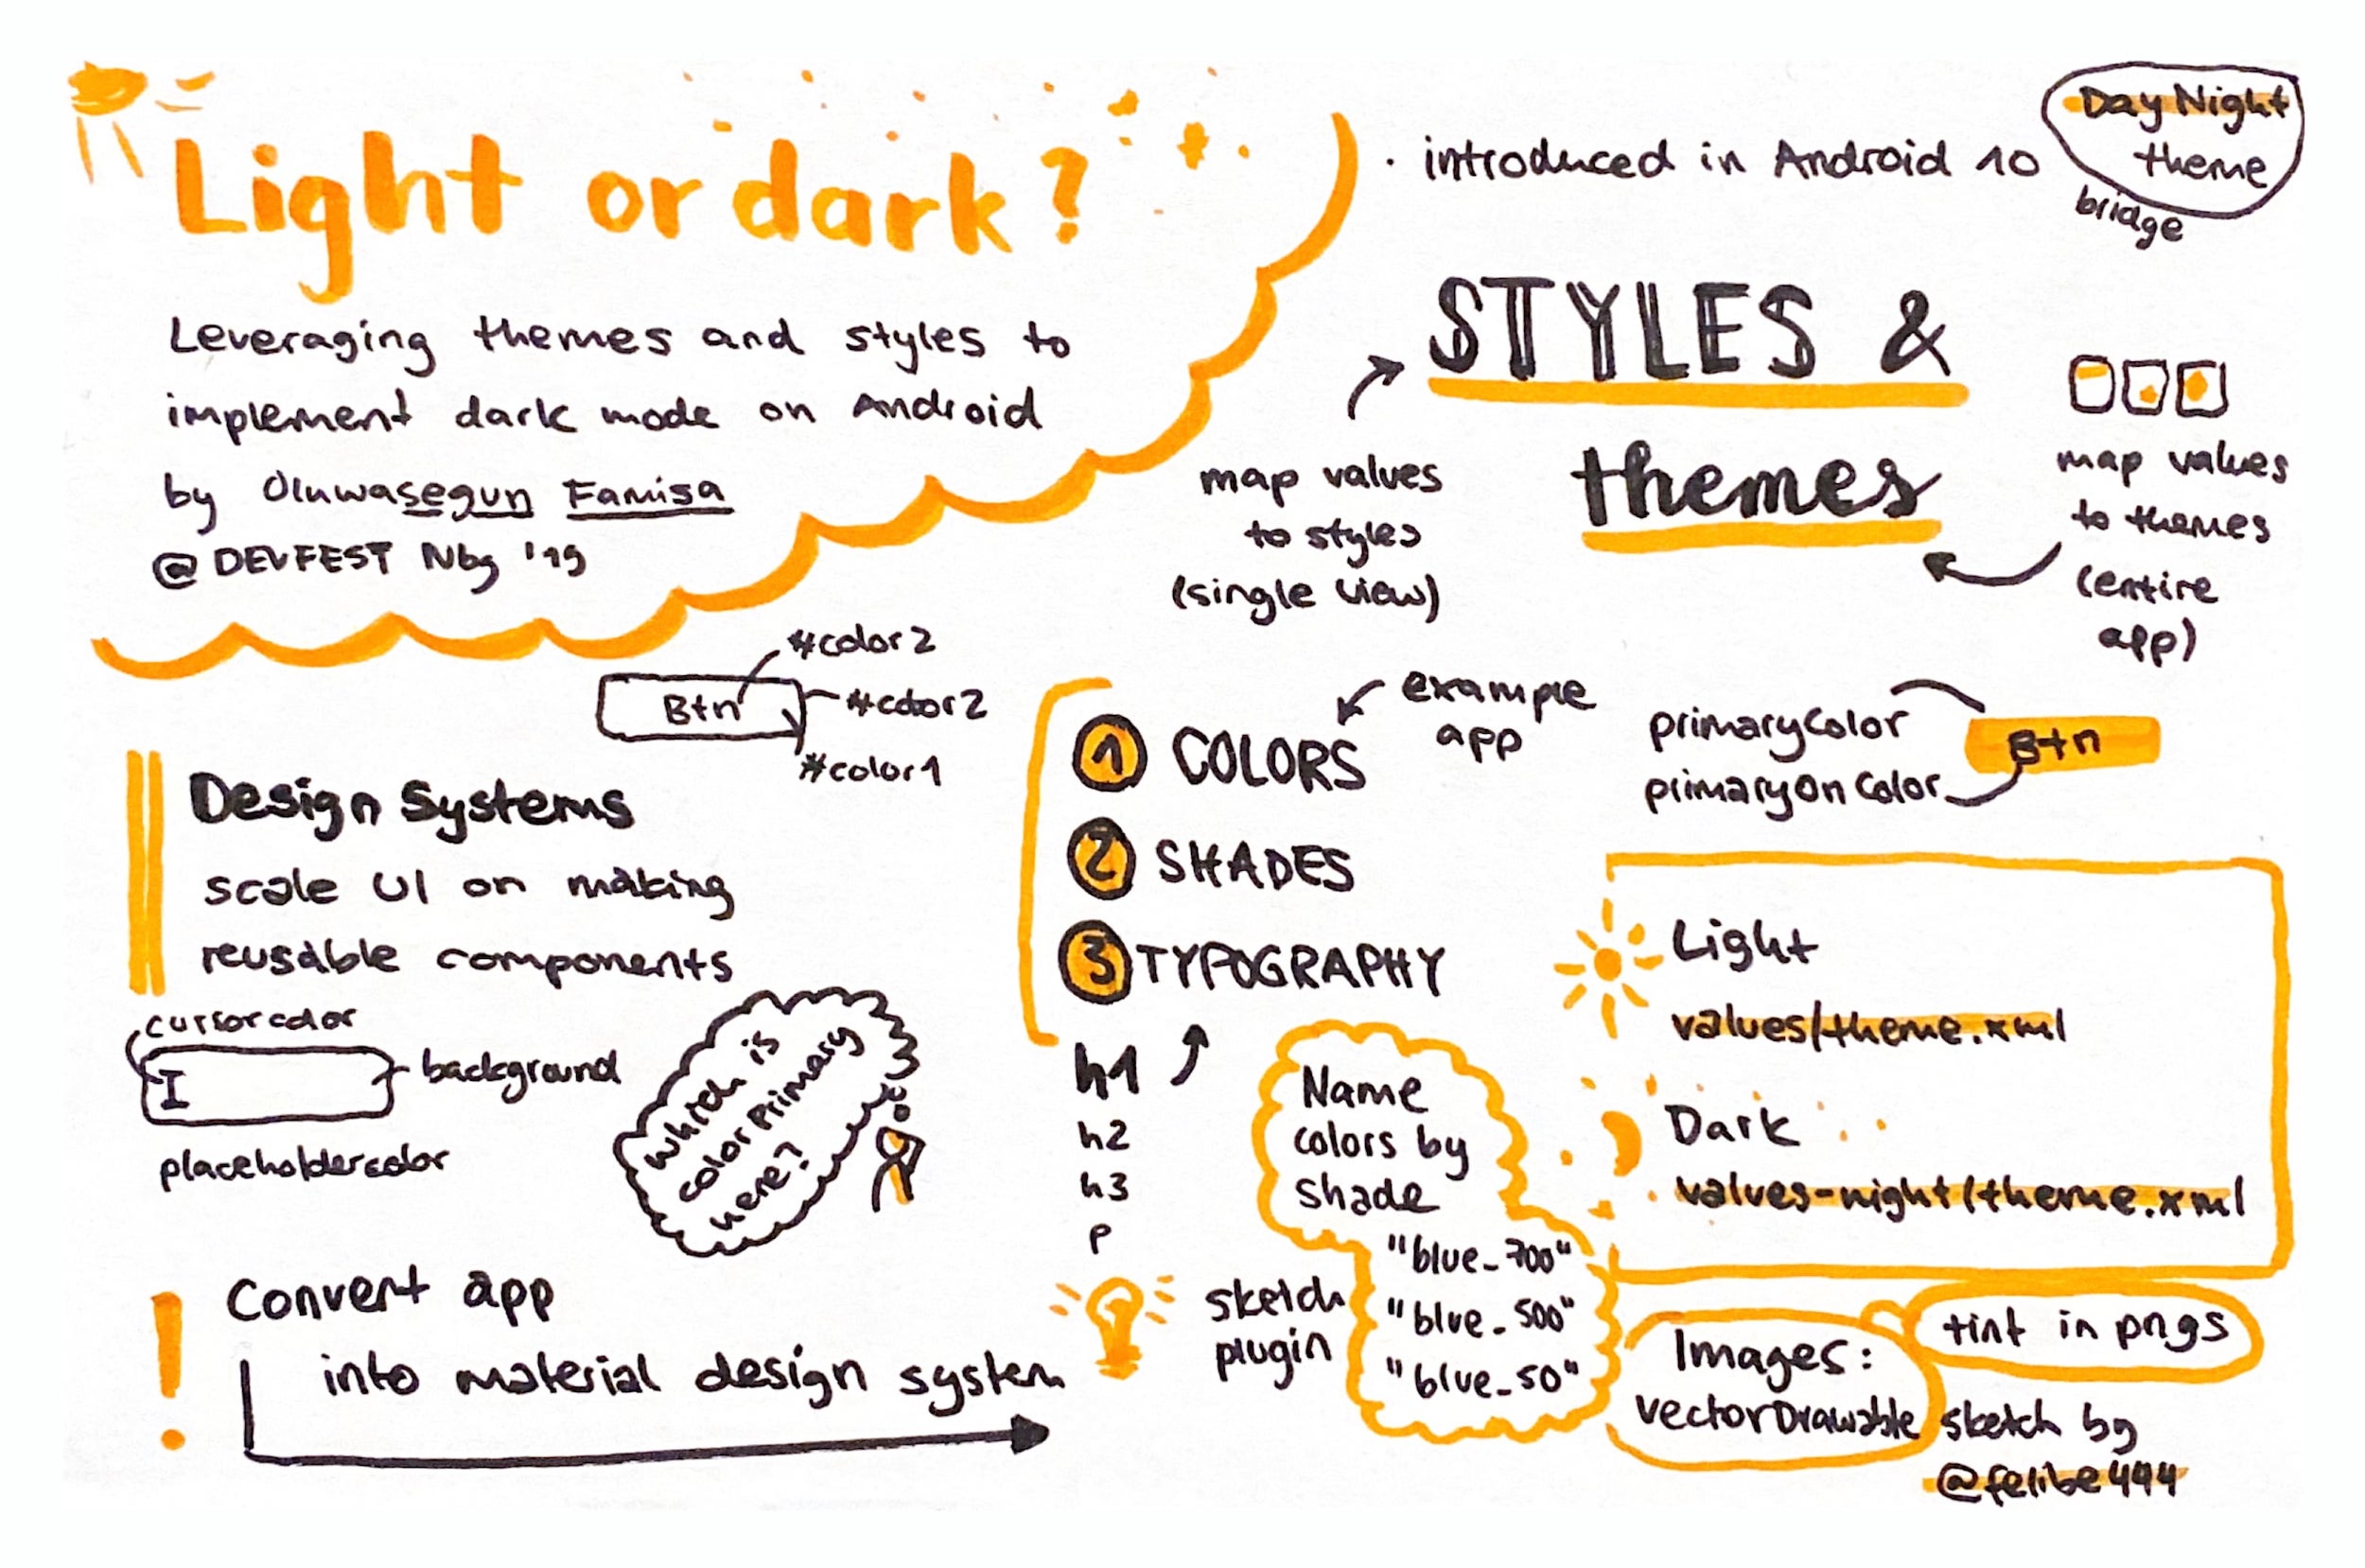 Light or dark?
Leveraging themes and styles to
implement dark mode on Android
by Oluwasegun Famisa
@ DEVFEST Nbg '19
· introduced in Android 10
DayNight
theme
bridge
STYLES &
themes
map values
to styles
(single view)
map values
to themes
(entire
app)
#color2
Btn
#color2
#color1
Design Systems
scale UI on making
reusable components
cursorcolor
I
background
placeholdercolor
Which is
colorPrimary
here?
Convert app
into material design system
1 COLORS
example
app
2 SHADES
3 TYPOGRAPHY
h1
h2
h3
p
primaryColor
primaryOnColor
Btn
Light
values/theme.xml
Dark
values-night/theme.xml
Name
colors by
shade
"blue_700"
"blue_500"
"blue_50"
sketch
plugin
Images:
vectorDrawable
tint in pngs
sketch by
@felibe444